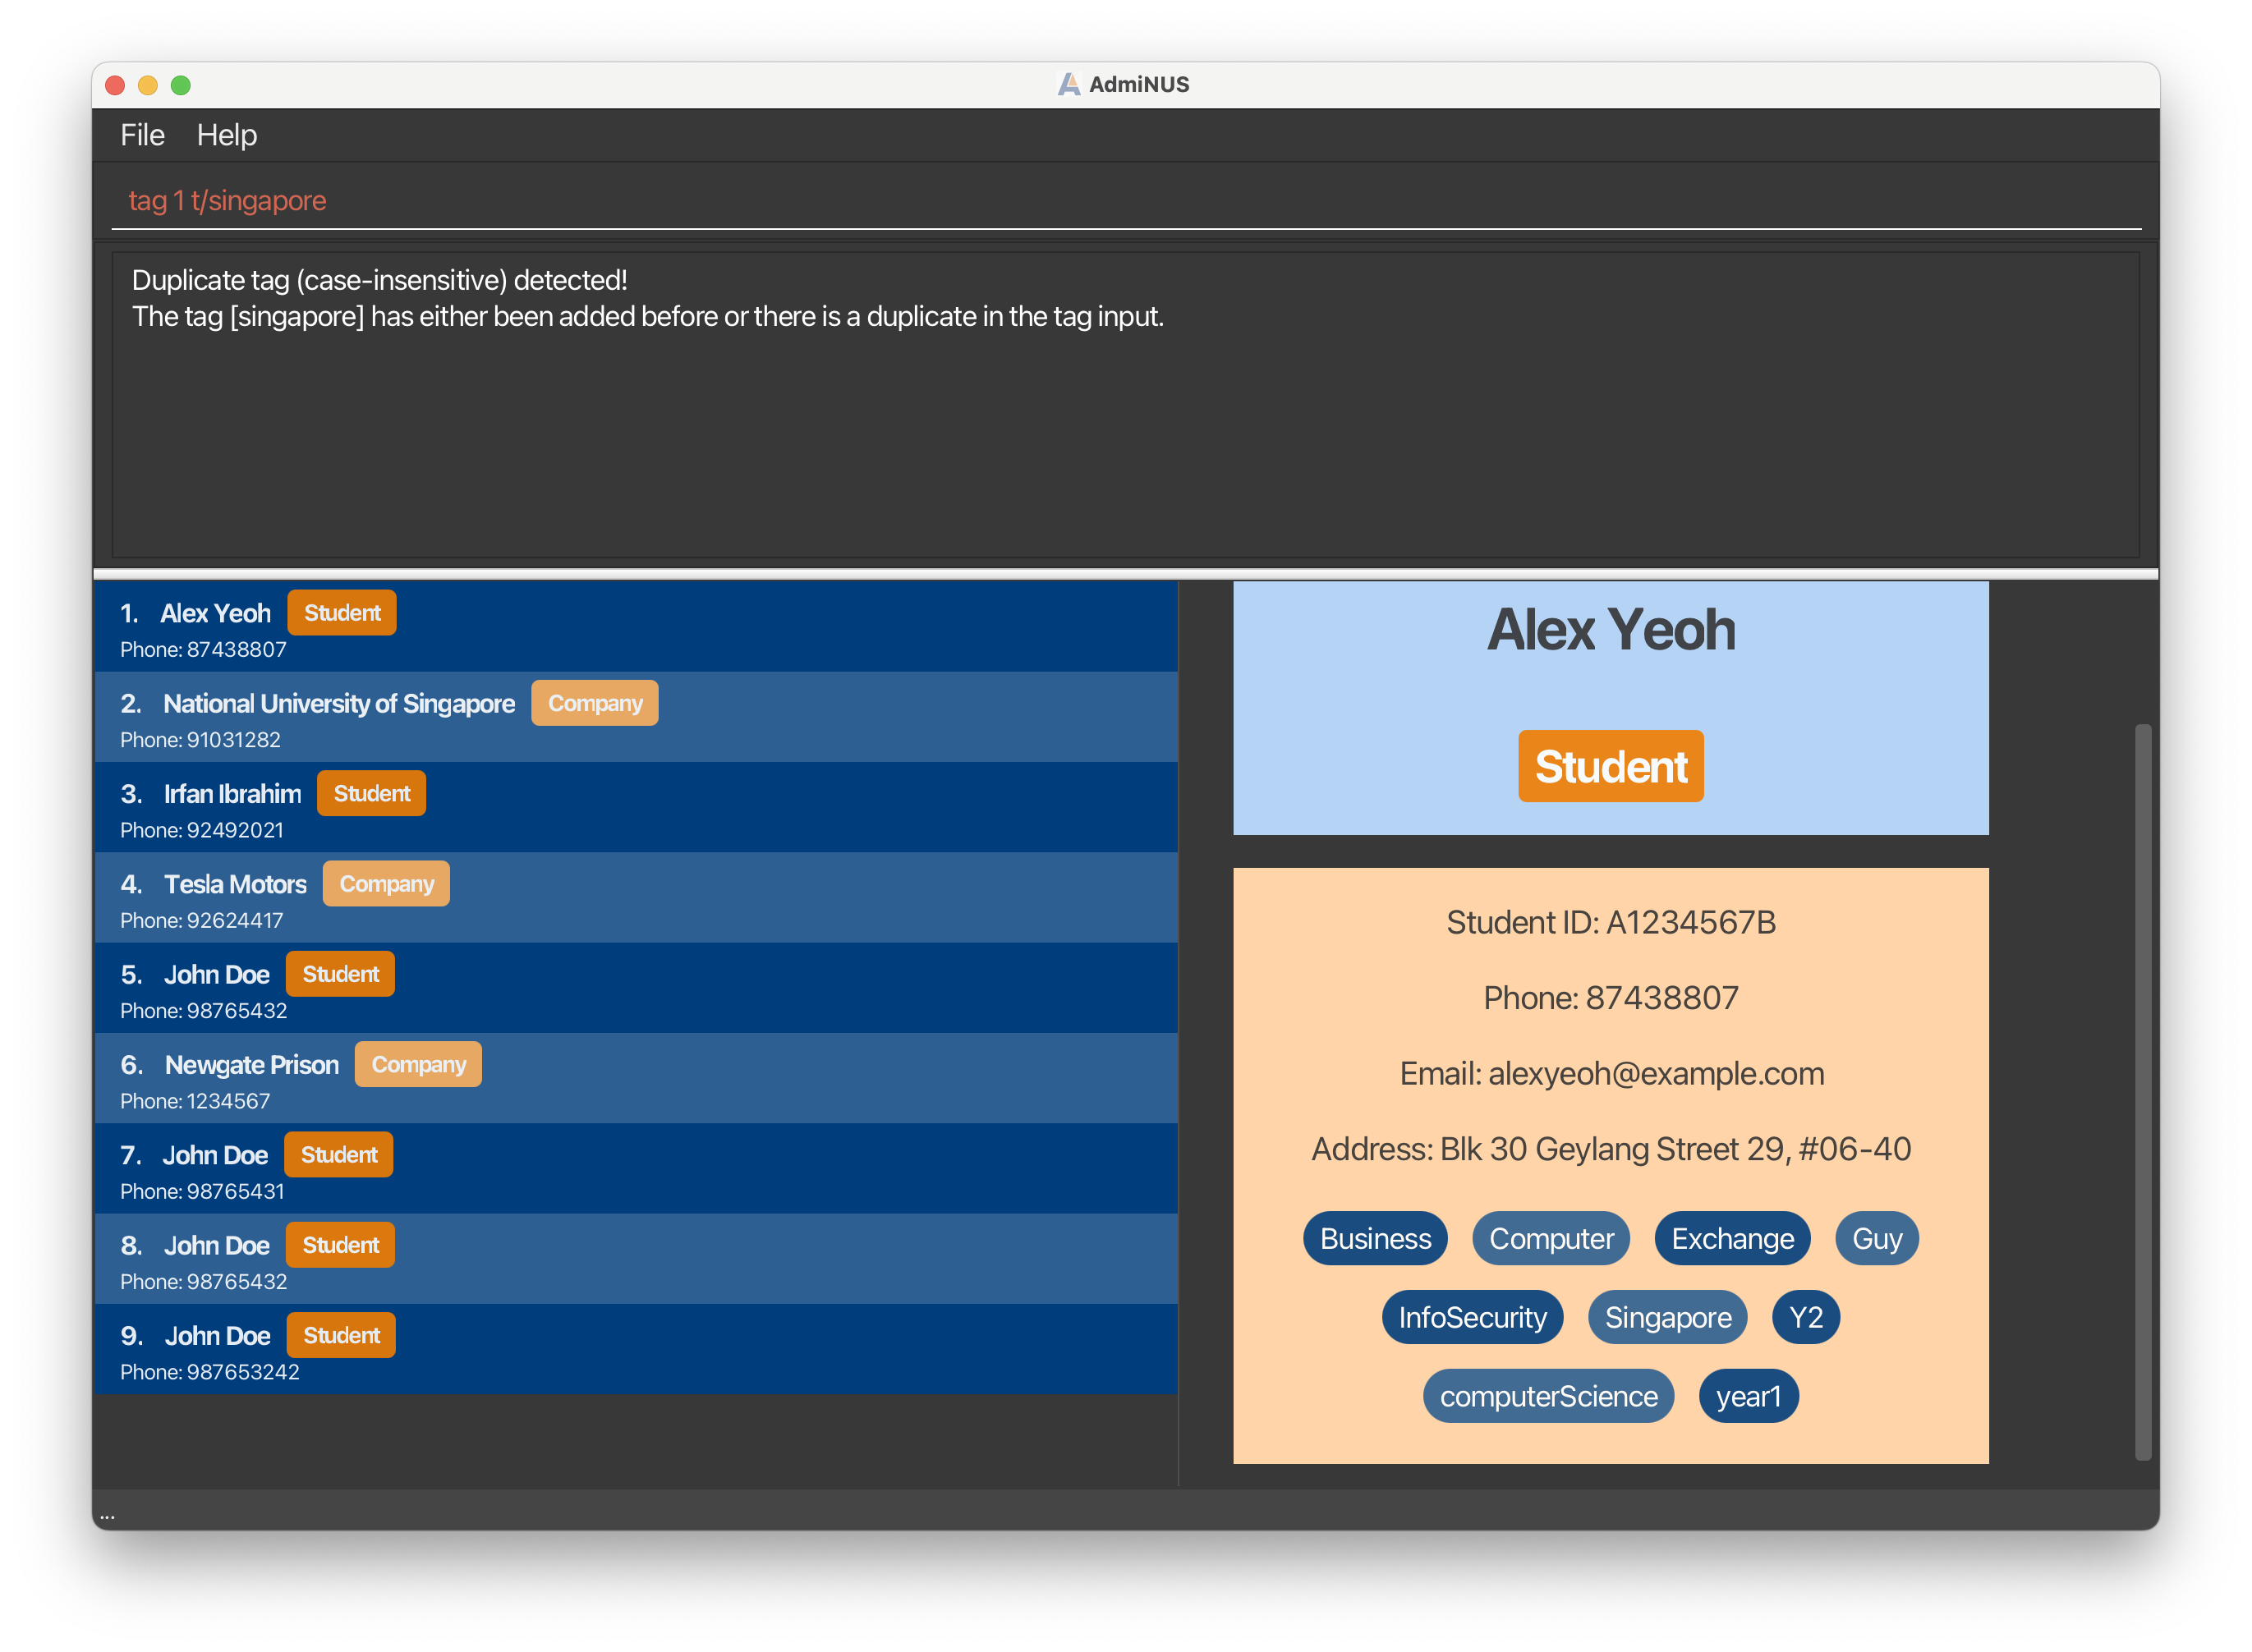 AdmiNUS
File Help
tag 1 t/singapore
Duplicate tag (case-insensitive) detected!
The tag [singapore] has either been added before or there is a duplicate in the tag input.
1. Alex Yeoh Student
Phone: 87438807
2. National University of Singapore Company
Phone: 91031282
3. Irfan Ibrahim Student
Phone: 92492021
4. Tesla Motors Company
Phone: 92624417
5. John Doe Student
Phone: 98765432
6. Newgate Prison Company
Phone: 1234567
7. John Doe Student
Phone: 98765431
8. John Doe Student
Phone: 98765432
9. John Doe Student
Phone: 987653242
Alex Yeoh
Student
Student ID: A1234567B
Phone: 87438807
Email: alexyeoh@example.com
Address: Blk 30 Geylang Street 29, #06-40
Business Computer Exchange Guy
InfoSecurity Singapore Y2
computerScience year1
...